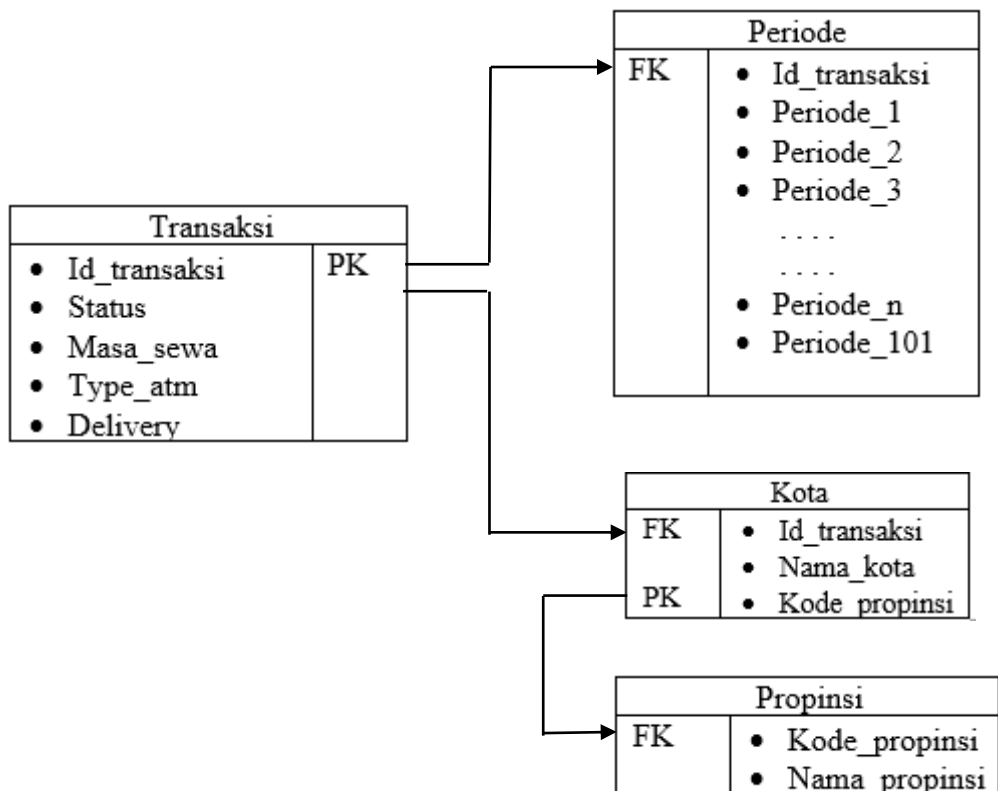 Periode
FK
• Id_transaksi
• Periode_1
• Periode_2
• Periode_3
. . . .
. . . .
• Periode_n
• Periode_101
Transaksi
• Id_transaksi PK
• Status
• Masa_sewa
• Type_atm
• Delivery
Kota
FK • Id_transaksi
• Nama_kota
PK • Kode_propinsi
Propinsi
FK • Kode_propinsi
• Nama_propinsi